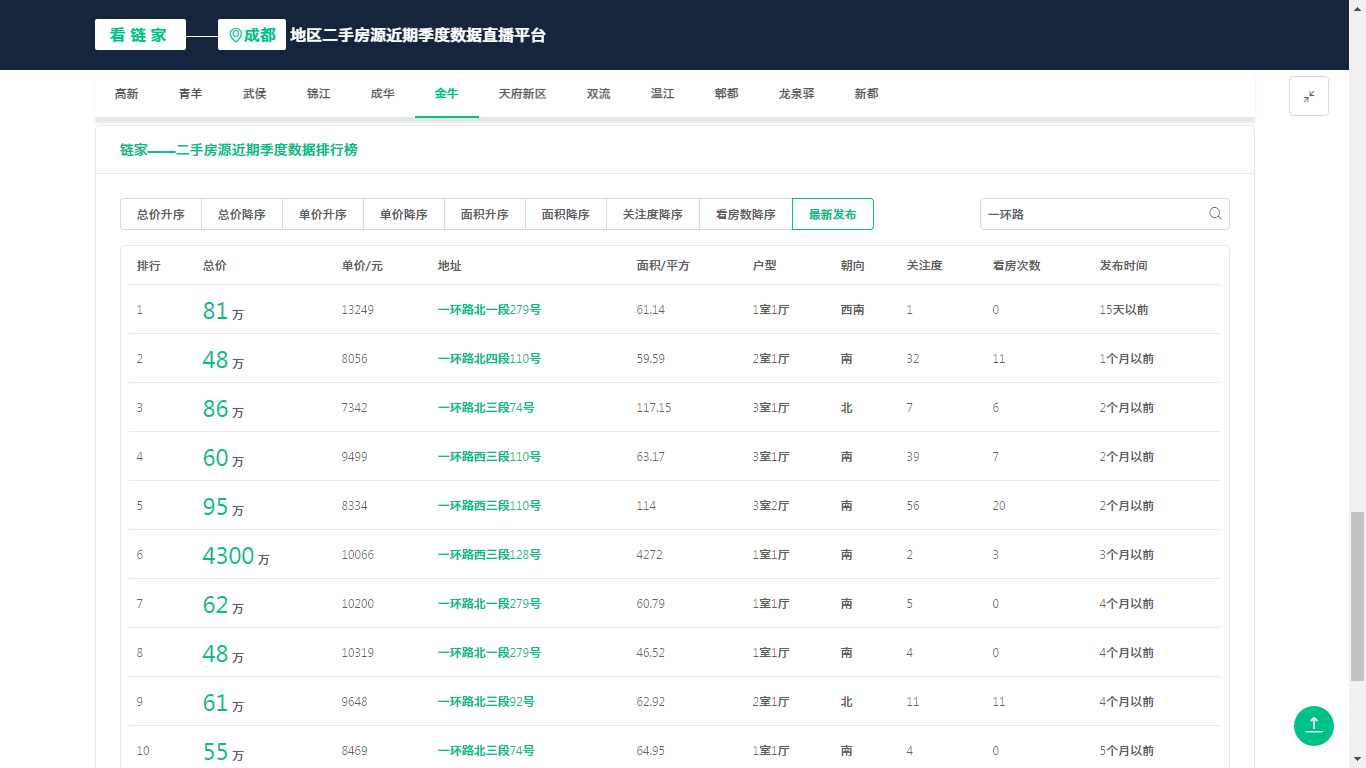 看链家 成都 地区二手房源近期季度数据直播平台
高新 青羊 武侯 锦江 成华 金牛 天府新区 双流 温江 郫都 龙泉驿 新都
链家——二手房源近期季度数据排行榜
总价升序 总价降序 单价升序 单价降序 面积升序 面积降序 关注度降序 看房数降序 最新发布 一环路
排行 总价 单价/元 地址 面积/平方 户型 朝向 关注度 看房次数 发布时间
1 81 万 13249 一环路北一段279号 61.14 1室1厅 西南 1 0 15天以前
2 48 万 8056 一环路北四段110号 59.59 2室1厅 南 32 11 1个月以前
3 86 万 7342 一环路北三段74号 117.15 3室1厅 北 7 6 2个月以前
4 60 万 9499 一环路西三段110号 63.17 3室1厅 南 39 7 2个月以前
5 95 万 8334 一环路西三段110号 114 3室2厅 南 56 20 2个月以前
6 4300 万 10066 一环路西三段128号 4272 1室1厅 南 2 3 3个月以前
7 62 万 10200 一环路北一段279号 60.79 1室1厅 南 5 0 4个月以前
8 48 万 10319 一环路北一段279号 46.52 1室1厅 南 4 0 4个月以前
9 61 万 9648 一环路北三段92号 62.92 2室1厅 北 11 11 4个月以前
10 55 万 8469 一环路北三段74号 64.95 1室1厅 南 4 0 5个月以前